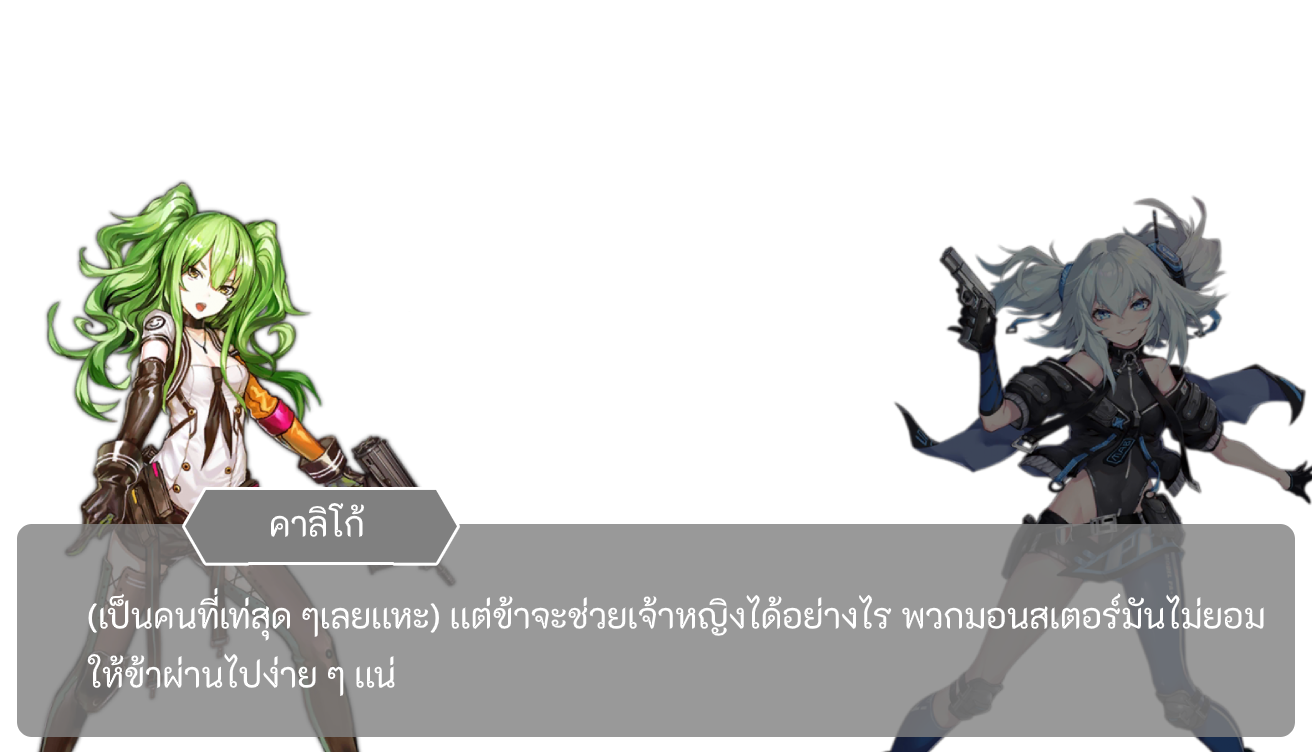 คาลิโก้
(เป็นคนที่เท่สุด ๆเลยแหะ) แต่ข้าจะช่วยเจ้าหญิงได้อย่างไร พวกมอนสเตอร์มันไม่ยอม
ให้ข้าผ่านไปง่าย ๆ แน่